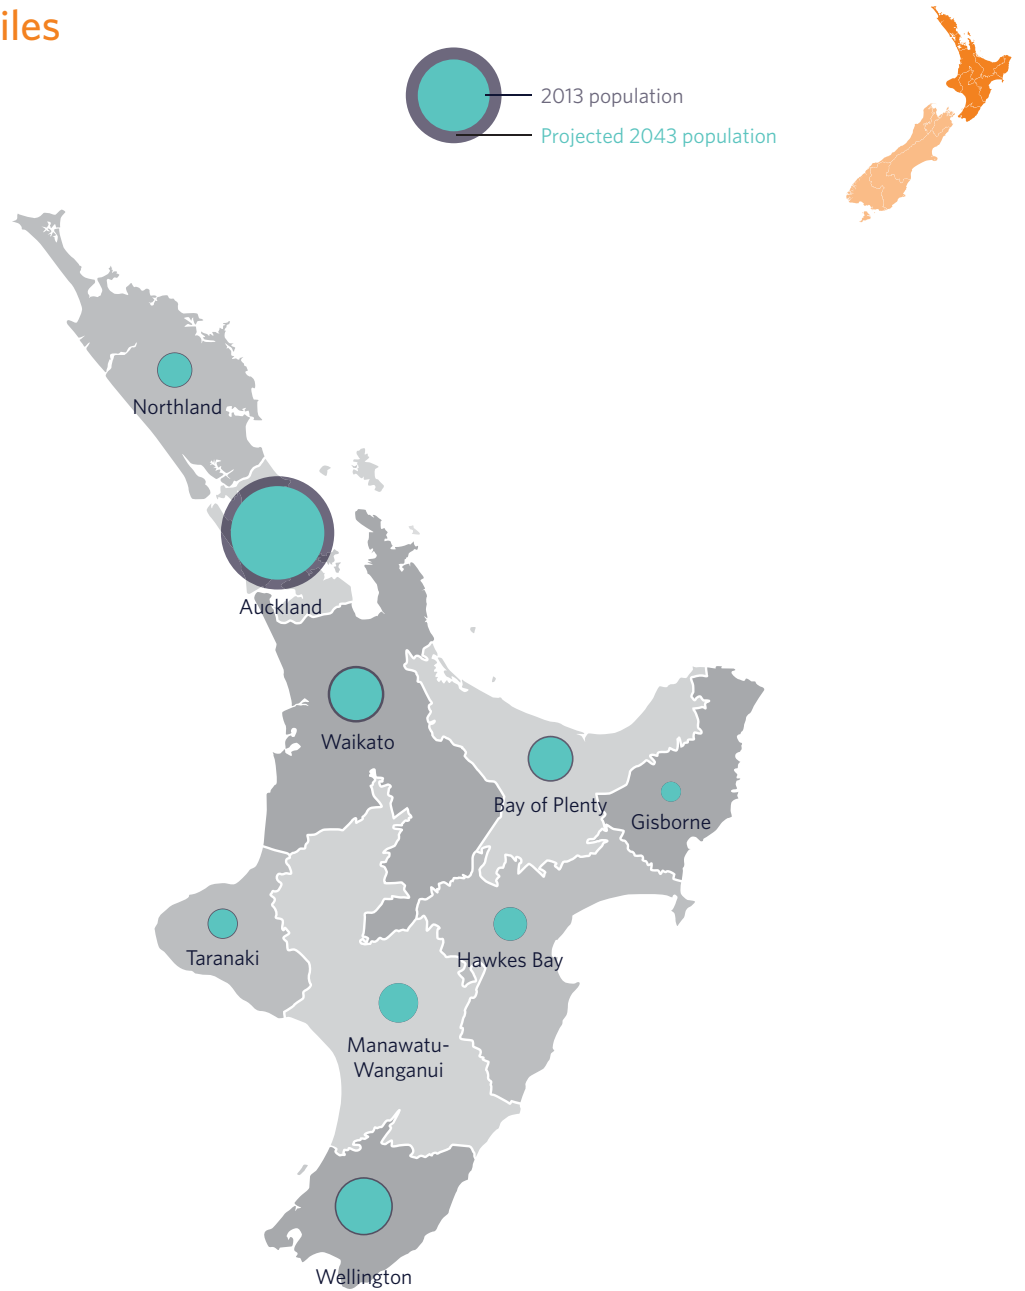 iles
2013 population
Projected 2043 population
Northland
Auckland
Waikato
Bay of Plenty
Gisborne
Taranaki
Hawkes Bay
Manawatu-
Wanganui
Wellington